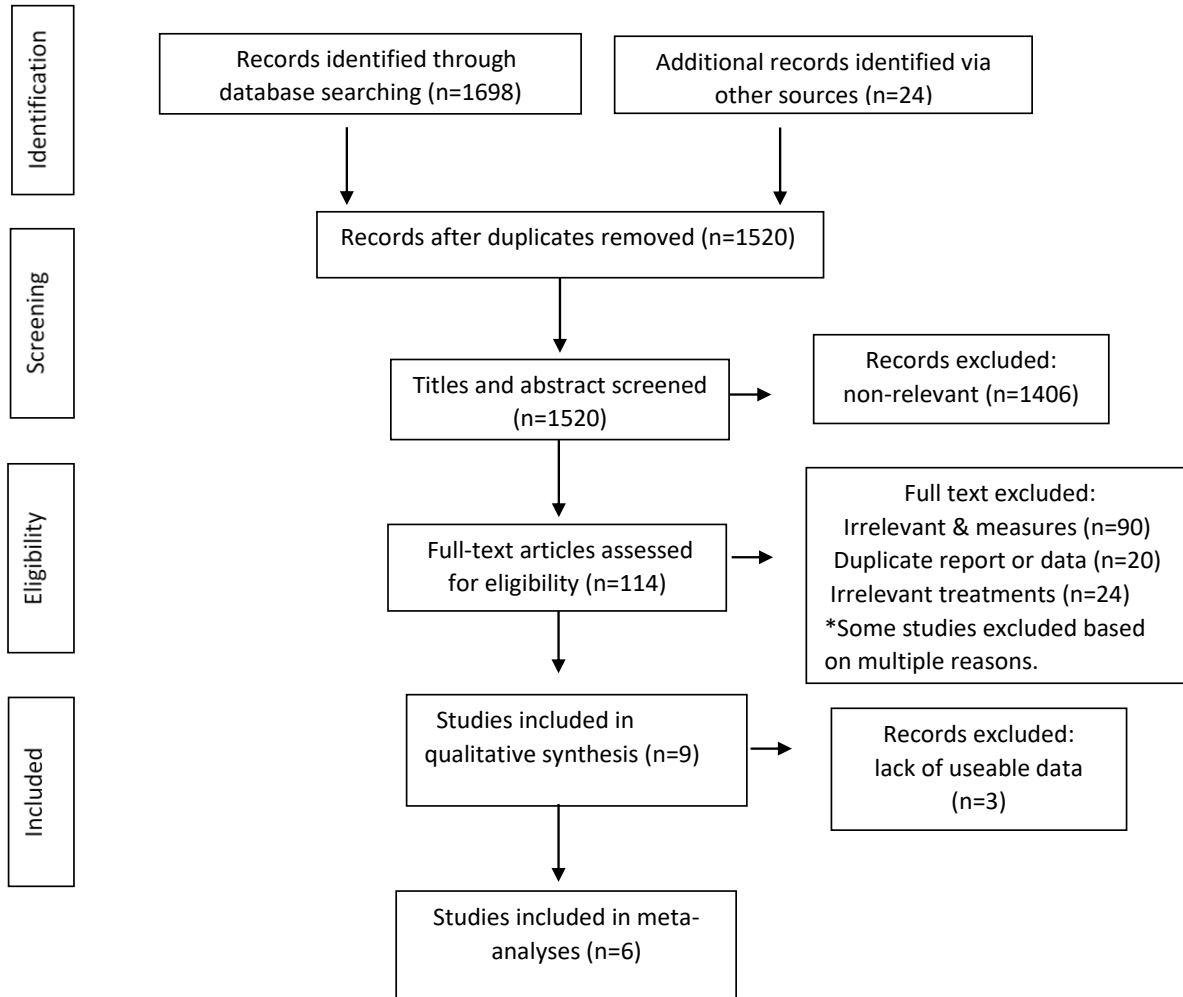 Identification
Records identified through
database searching (n=1698)
Additional records identified via
other sources (n=24)
Records after duplicates removed (n=1520)
Screening
Titles and abstract screened
(n=1520)
Records excluded:
non-relevant (n=1406)
Eligibility
Full-text articles assessed
for eligibility (n=114)
Full text excluded:
Irrelevant & measures (n=90)
Duplicate report or data (n=20)
Irrelevant treatments (n=24)
*Some studies excluded based
on multiple reasons.
Included
Studies included in
qualitative synthesis (n=9)
Records excluded:
lack of useable data
(n=3)
Studies included in meta-
analyses (n=6)